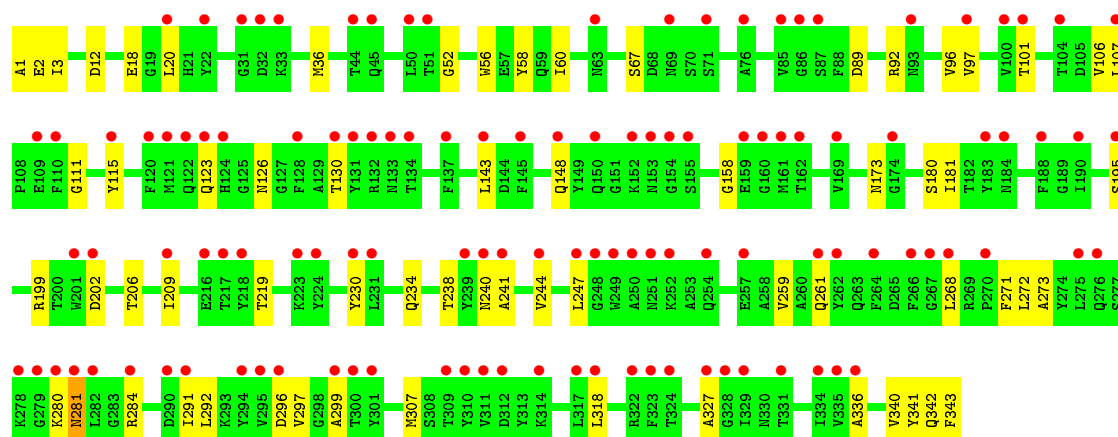 A1 E2 I3 D12 E18 G19 L20 H21 Y22 G31 D32 K33 M36 T44 Q45 L50 T51 G52 W56 E57 Y58 Q59 I60 N63 S67 D68 N69 S70 S71 A76 V85 G86 S87 F88 D89 R92 N93 V96 V97 V100 T101 T104 D105 V106 L107
P108 E109 F110 G111 Y115 F120 M121 Q122 Q123 H124 G125 N126 G127 F128 A129 T130 Y131 R132 N133 T134 F137 L143 D144 F145 Q148 Y149 Q150 G151 K152 N153 G154 S155 G158 E159 G160 M161 T162 V169 N173 G174 S180 I181 T182 Y183 N184 F188 G189 I190 S195
R199 T200 W201 D202 T206 I209 E216 T217 Y218 T219 K223 Y224 Y230 L231 Q234 T238 Y239 N240 A241 V244 L247 G248 W249 A250 N251 K252 A253 Q254 E257 A258 V259 A260 Q261 Y262 Q263 F264 D265 F266 G267 L268 R269 P270 F271 L272 A273 Y274 L275 Q276 S277
K278 G279 K280 N281 L282 G283 R284 D290 I291 L292 K293 Y294 V295 D296 V297 G298 A299 T300 Y301 M307 S308 T309 Y310 V311 D312 Y313 K314 L317 L318 R322 F323 T324 A327 G328 I329 N330 T331 I334 V335 A336 V340 Y341 Q342 F343